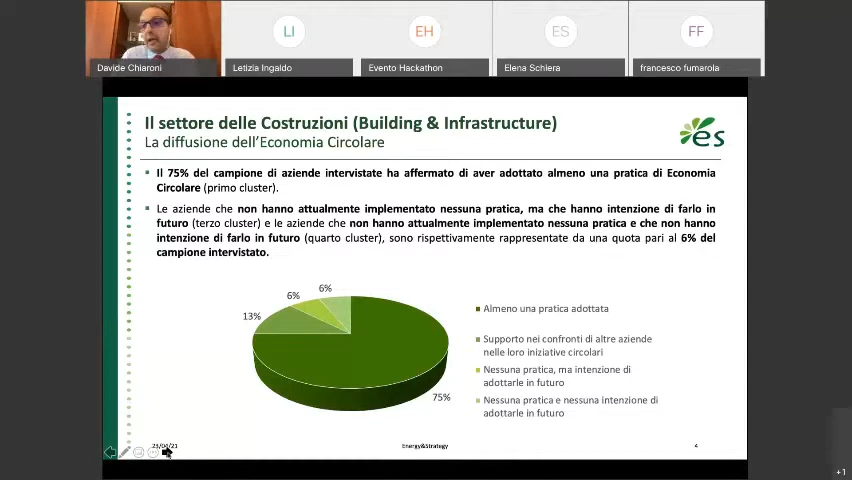 LI
EH
ES
FF
Davide Chiaroni
Letizia Ingaldo
Evento Hackathon
Elena Schlera
francesco fumarola
Il settore delle Costruzioni (Building & Infrastructure)
La diffusione dell'Economia Circolare
es
▪ Il 75% del campione di aziende intervistate ha affermato di aver adottato almeno una pratica di Economia
Circolare (primo cluster).
▪ Le aziende che non hanno attualmente implementato nessuna pratica, ma che hanno intenzione di farlo in
futuro (terzo cluster) e le aziende che non hanno attualmente implementato nessuna pratica e che non hanno
intenzione di farlo in futuro (quarto cluster), sono rispettivamente rappresentate da una quota pari al 6% del
campione intervistato.
6%
6%
13%
75%
Almeno una pratica adottata
Supporto nei confronti di altre aziende
nelle loro iniziative circolari
Nessuna pratica, ma intenzione di
adottarle in futuro
Nessuna pratica e nessuna intenzione di
adottarle in futuro
23/04/21
Energy&Strategy
4
+1